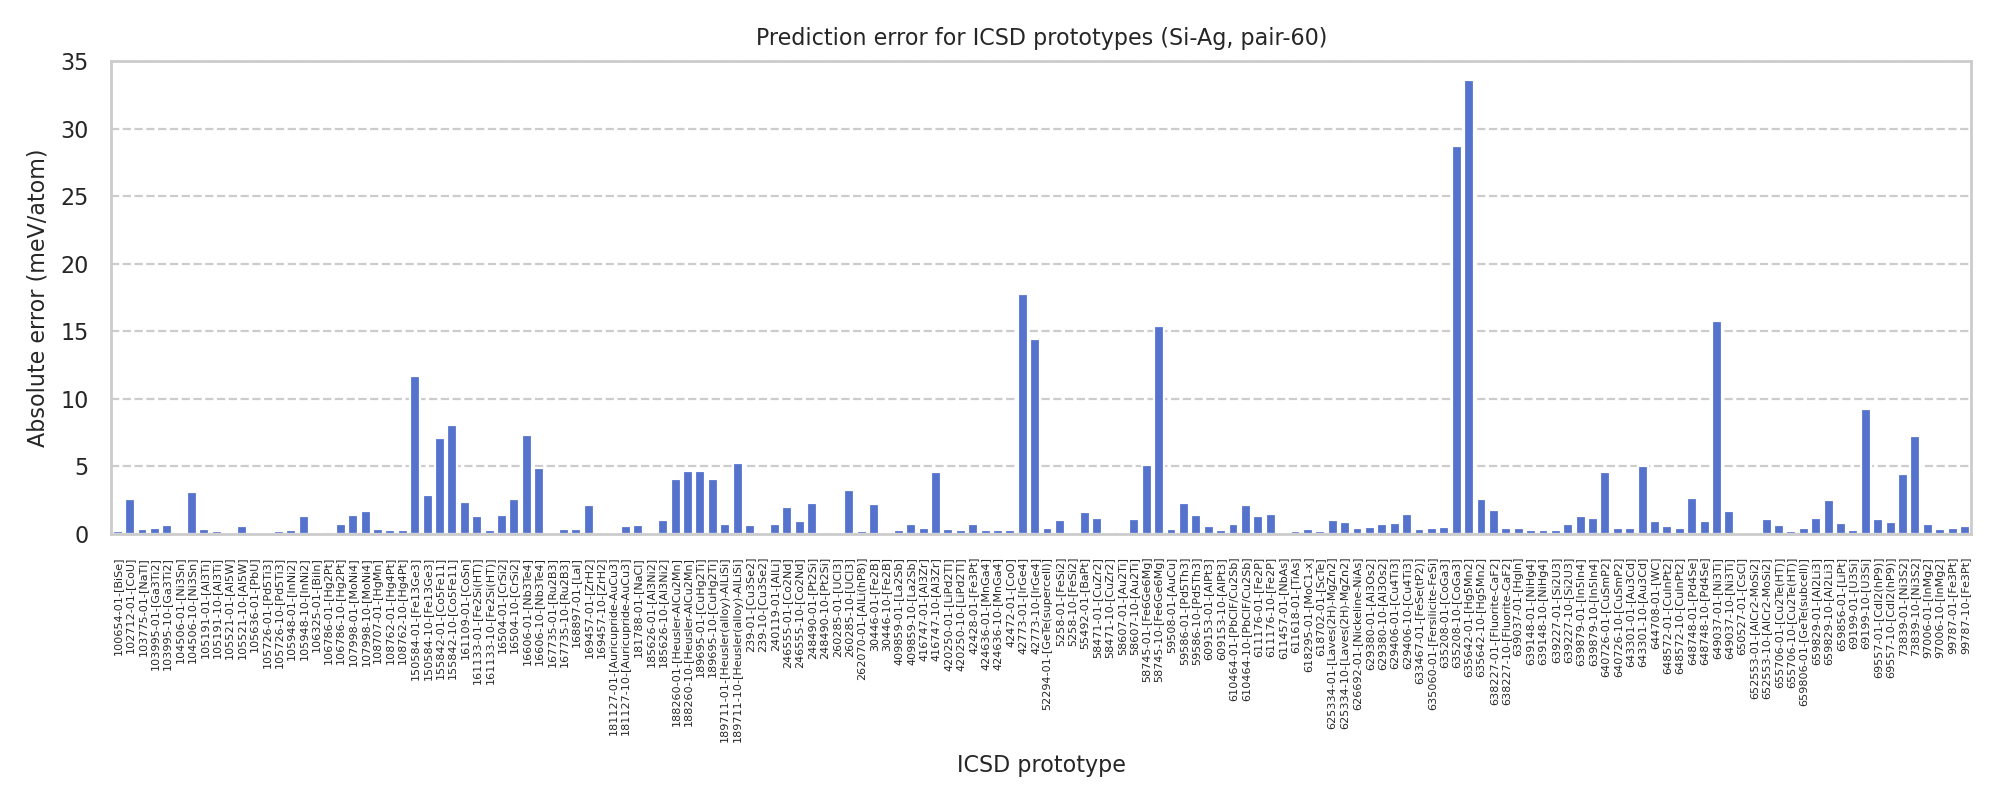 Prediction error for ICSD prototypes (Si-Ag, pair-60)
Absolute error (meV/atom)
35
30
25
20
15
10
5
0
100654-01-[BiSe]
102712-01-[CoU]
103775-01-[NaTl]
103995-01-[Ga3Ti2]
103995-10-[Ga3Ti2]
104506-01-[Ni3Sn]
104506-10-[Ni3Sn]
105191-01-[Al3Ti]
105191-10-[Al3Ti]
105521-01-[Al5W]
105521-10-[Al5W]
105636-01-[PbU]
105726-01-[Pd5Ti3]
105726-10-[Pd5Ti3]
105948-01-[InNi2]
105948-10-[InNi2]
106325-01-[BiIn]
106786-01-[Hg2Pt]
106786-10-[Hg2Pt]
107998-01-[MoNi4]
107998-10-[MoNi4]
108707-01-[HgMn]
108762-01-[Hg4Pt]
108762-10-[Hg4Pt]
150584-01-[Fe13Ge3]
150584-10-[Fe13Ge3]
155842-01-[Co5Fe11]
155842-10-[Co5Fe11]
161109-01-[CoSn]
161133-01-[Fe2Si(HT)]
161133-10-[Fe2Si(HT)]
16504-01-[CrSi2]
16504-10-[CrSi2]
16606-01-[Nb3Te4]
16606-10-[Nb3Te4]
167735-01-[Ru2B3]
167735-10-[Ru2B3]
168897-01-[LaI]
169457-01-[ZrH2]
169457-10-[ZrH2]
181127-01-[Auricupride-AuCu3]
181127-10-[Auricupride-AuCu3]
181788-01-[NaCl]
185626-01-[Al3Ni2]
185626-10-[Al3Ni2]
188260-01-[Heusler-AlCu2Mn]
188260-10-[Heusler-AlCu2Mn]
189695-01-[CuHg2Ti]
189695-10-[CuHg2Ti]
189711-01-[Heusler(alloy)-AlLiSi]
189711-10-[Heusler(alloy)-AlLiSi]
239-01-[Cu3Se2]
239-10-[Cu3Se2]
240119-01-[AlLi]
246555-01-[Co2Nd]
246555-10-[Co2Nd]
248490-01-[Pt2Si]
248490-10-[Pt2Si]
260285-01-[UCl3]
260285-10-[UCl3]
262070-01-[AlLi(hP8)]
30446-01-[Fe2B]
30446-10-[Fe2B]
409859-01-[La2Sb]
409859-10-[La2Sb]
416747-01-[Al3Zr]
416747-10-[Al3Zr]
420250-01-[LiPd2Tl]
420250-10-[LiPd2Tl]
42428-01-[Fe3Pt]
424636-01-[MnGa4]
424636-10-[MnGa4]
42472-01-[CoO]
42773-01-[IrGe4]
42773-10-[IrGe4]
52294-01-[GeTe(supercell)]
5258-01-[FeSi2]
5258-10-[FeSi2]
55492-01-[BaPt]
58471-01-[CuZr2]
58471-10-[CuZr2]
58607-01-[Au2Ti]
58607-10-[Au2Ti]
58745-01-[Fe6Ge6Mg]
58745-10-[Fe6Ge6Mg]
59508-01-[AuCu]
59586-01-[Pd5Th3]
59586-10-[Pd5Th3]
609153-01-[AlPt3]
609153-10-[AlPt3]
610464-01-[PbClF/Cu2Sb]
610464-10-[PbClF/Cu2Sb]
611176-01-[Fe2P]
611176-10-[Fe2P]
611457-01-[NbAs]
611618-01-[TiAs]
618295-01-[MoC1-x]
618702-01-[ScTe]
625334-01-[Laves(2H)-MgZn2]
625334-10-[Laves(2H)-MgZn2]
626692-01-[Nickeline-NiAs]
629380-01-[Al3Os2]
629380-10-[Al3Os2]
629406-01-[Cu4Ti3]
629406-10-[Cu4Ti3]
633467-01-[FeSe(tP2)]
635060-01-[Fersilicite-FeSi]
635208-01-[CoGa3]
635208-10-[CoGa3]
635642-01-[Hg5Mn2]
635642-10-[Hg5Mn2]
638227-01-[Fluorite-CaF2]
638227-10-[Fluorite-CaF2]
639037-01-[HgIn]
639148-01-[NiHg4]
639148-10-[NiHg4]
639227-01-[Si2U3]
639227-10-[Si2U3]
639879-01-[In5In4]
639879-10-[In5In4]
640726-01-[CuSmP2]
640726-10-[CuSmP2]
643301-01-[Au3Cd]
643301-10-[Au3Cd]
644708-01-[WC]
648572-01-[CuInPt2]
648572-10-[CuInPt2]
648748-01-[Pd4Se]
648748-10-[Pd4Se]
649037-01-[Ni3Ti]
649037-10-[Ni3Ti]
650527-01-[CsCl]
652553-01-[AlCr2-MoSi2]
652553-10-[AlCr2-MoSi2]
655706-01-[Cu2Te(HT)]
655706-10-[Cu2Te(HT)]
659806-01-[GeTe(subcell)]
659829-01-[Al2Li3]
659829-10-[Al2Li3]
659856-01-[LiPt]
69199-01-[U3Si]
69199-10-[U3Si]
69557-01-[CdI2(hP9)]
69557-10-[CdI2(hP9)]
73839-01-[Ni3S2]
73839-10-[Ni3S2]
97006-01-[InMg2]
97006-10-[InMg2]
99787-01-[Fe3Pt]
99787-10-[Fe3Pt]
ICSD prototype